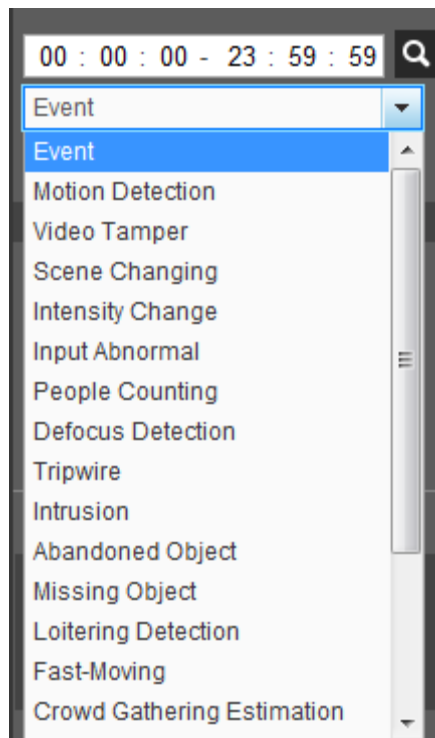 00 : 00 : 00 - 23 : 59 : 59
Event
Event
Motion Detection
Video Tamper
Scene Changing
Intensity Change
Input Abnormal
People Counting
Defocus Detection
Tripwire
Intrusion
Abandoned Object
Missing Object
Loitering Detection
Fast-Moving
Crowd Gathering Estimation